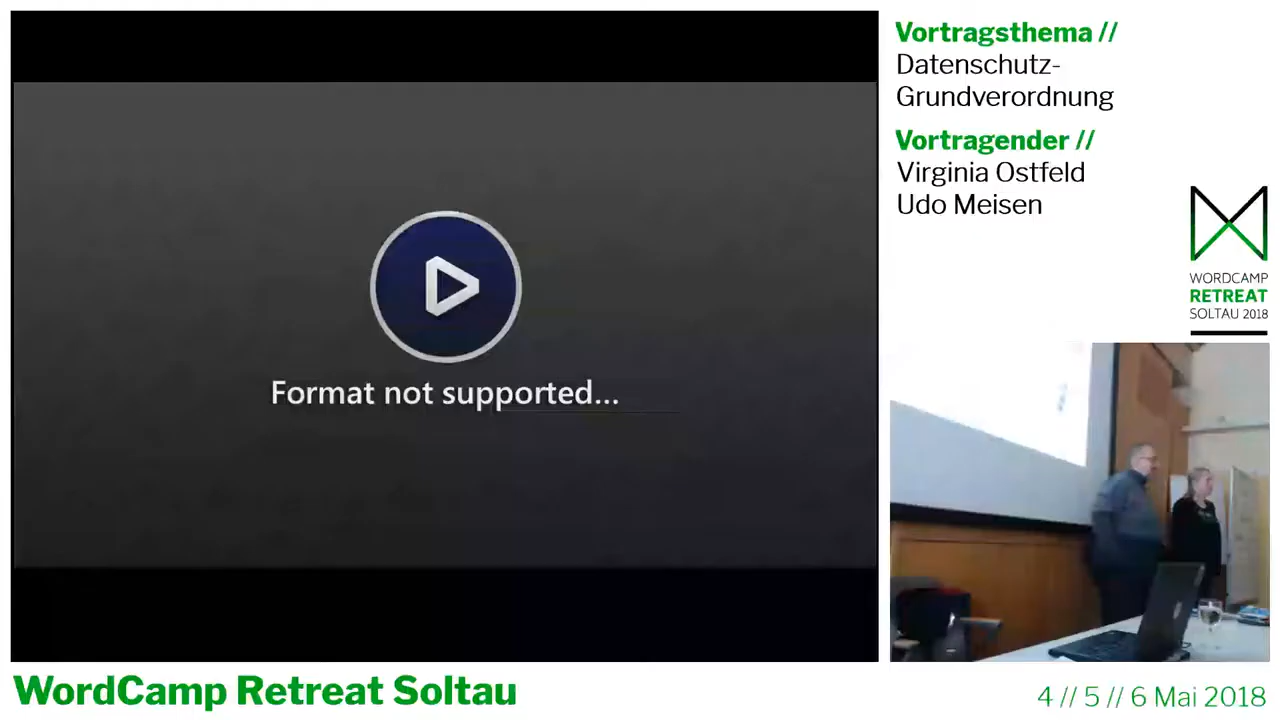 Format not supported...
Vortragsthema //
Datenschutz-
Grundverordnung
Vortragender //
Virginia Ostfeld
Udo Meisen
WORDCAMP
RETREAT
SOLTAU 2018
WordCamp Retreat Soltau
4 // 5 // 6 Mai 2018